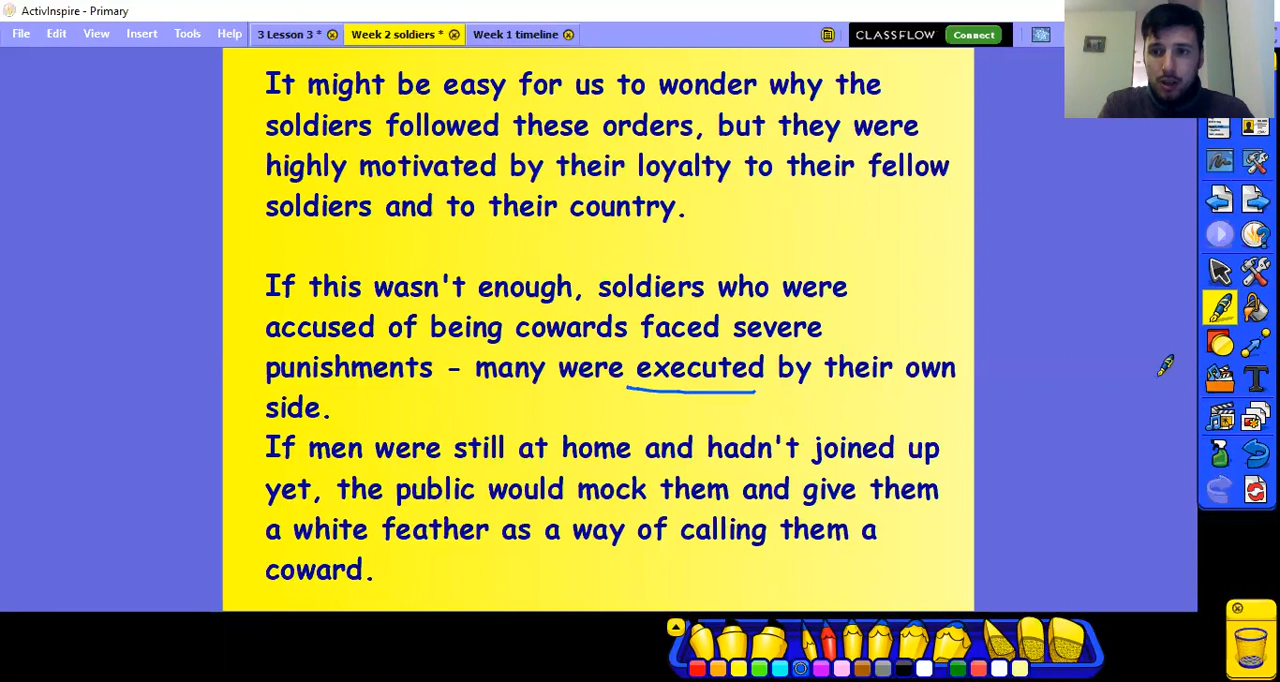 ActivInspire - Primary
File Edit View Insert Tools Help 3 Lesson 3 * Week 2 soldiers * Week 1 timeline CLASSFLOW Connect
It might be easy for us to wonder why the
soldiers followed these orders, but they were
highly motivated by their loyalty to their fellow
soldiers and to their country.
If this wasn't enough, soldiers who were
accused of being cowards faced severe
punishments - many were executed by their own
side.
If men were still at home and hadn't joined up
yet, the public would mock them and give them
a white feather as a way of calling them a
coward.